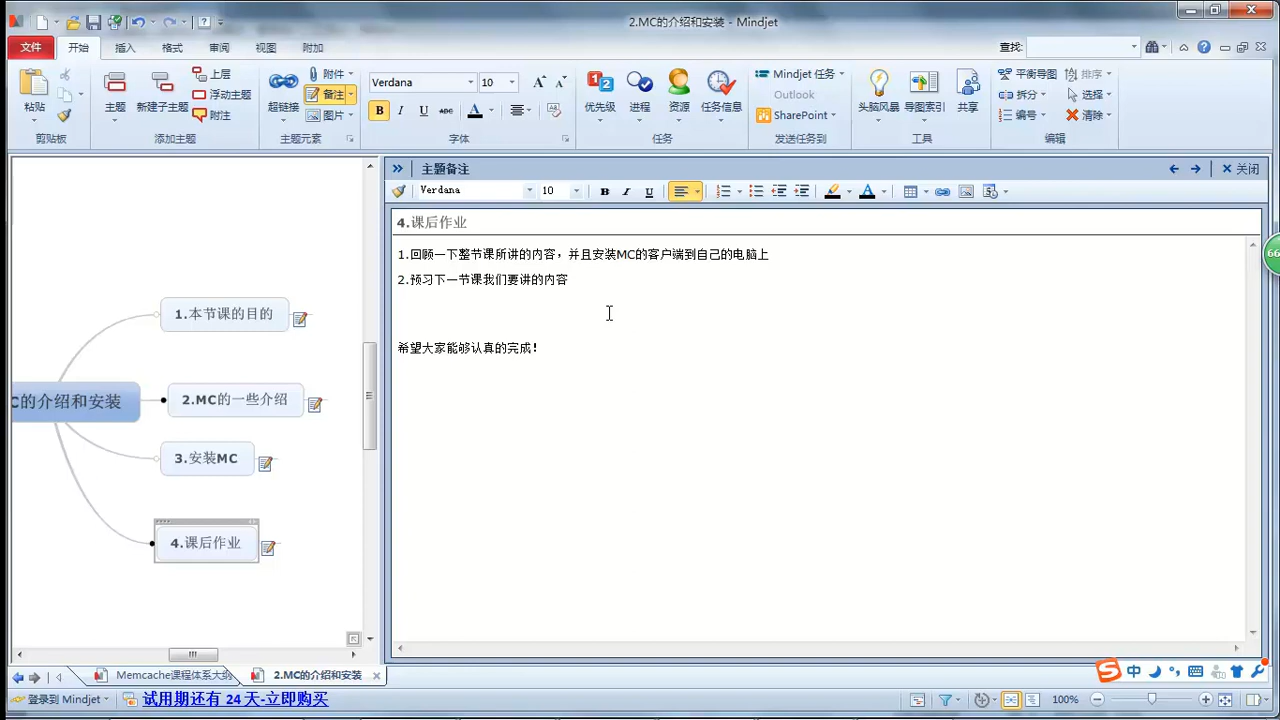 2.MC的介绍和安装 - Mindjet
文件 开始 插入 格式 审阅 视图 附加 查找:
粘贴 主题 新建子主题 上层 浮动主题 附注 超链接 附件 备注 图片 Verdana 10 优先级 进程 资源 任务信息 Mindjet 任务 Outlook SharePoint 头脑风暴 导图索引 共享 平衡导图 拆分 编号 排序 选择 清除
剪贴板 添加主题 主题元素 字体 任务 发送任务到 工具 编辑
主题备注 关闭
Verdana 10
4.课后作业
1.回顾一下整节课所讲的内容，并且安装MC的客户端到自己的电脑上
2.预习下一节课我们要讲的内容
希望大家能够认真的完成！
1.本节课的目的
C的介绍和安装
2.MC的一些介绍
3.安装MC
4.课后作业
66
中
Memcache课程体系大纲 2.MC的介绍和安装
登录到 Mindjet 试用期还有 24 天-立即购买 100%